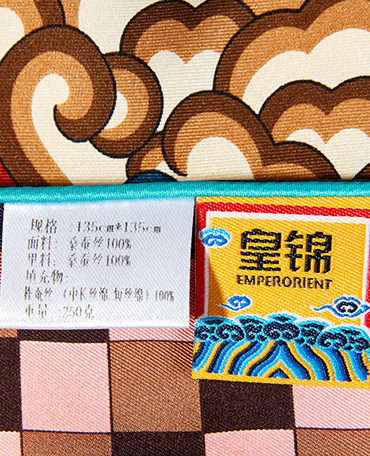 规格：135cm*135cm
面料：桑蚕丝100%
里料：桑蚕丝100%
填充物：
柞蚕丝（中长丝绵.短丝绵）100%
重量：250克
皇锦
EMPERORIENT